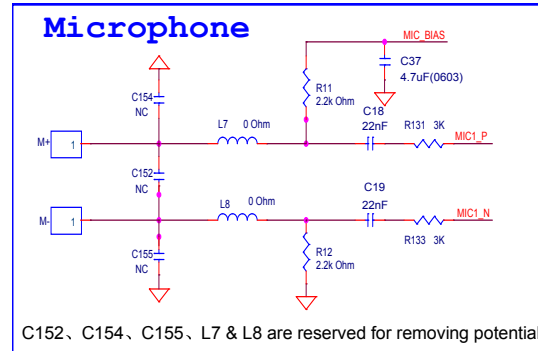 Microphone
MIC_BIAS
C37
4.7uF(0603)
C154
NC
R11
2.2k Ohm
C18
22nF
L7 0 Ohm
R131 3K
M+
1
MIC1_P
C152
NC
C19
22nF
L8 0 Ohm
M-
1
MIC1_N
R133 3K
C155
NC
R12
2.2k Ohm
C152、C154、C155、L7 & L8 are reserved for removing potential